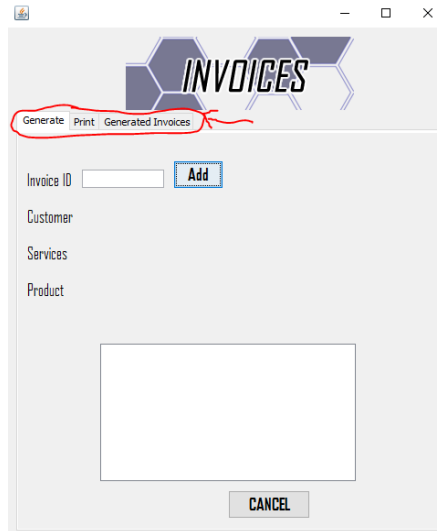 INVOICES
Generate Print Generated Invoices
Invoice ID Add
Customer
Services
Product
CANCEL